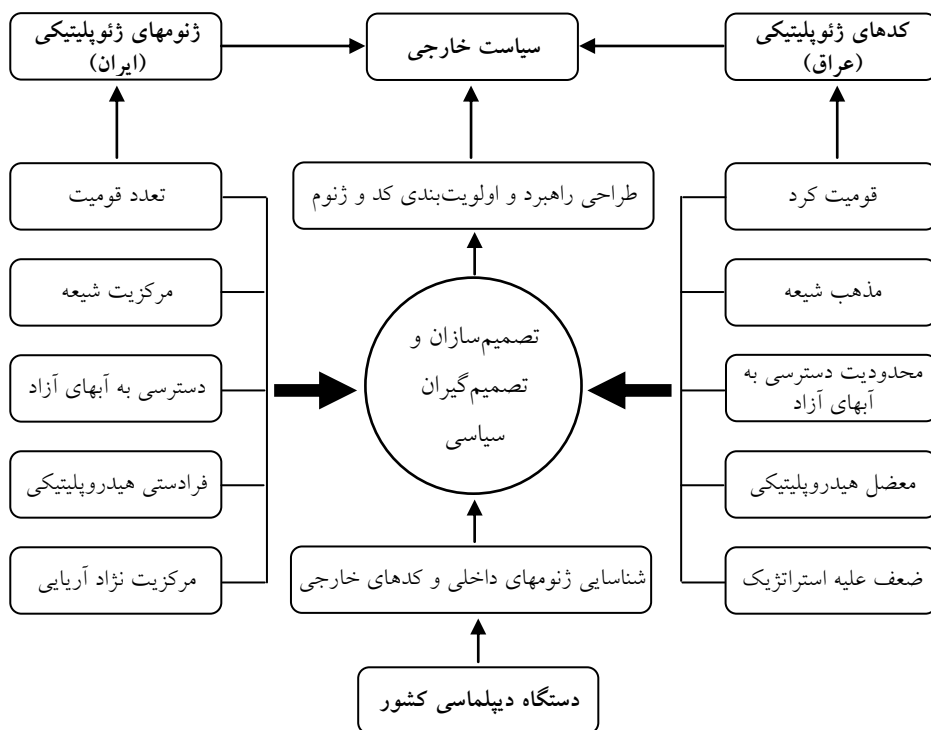 کدهای ژئوپلیتیکی
(عراق)
سیاست خارجی
ژنومهای ژئوپلیتیکی
(ایران)
قومیت کرد
طراحی راهبرد و اولویت‌بندی کد و ژنوم
تعدد قومیت
مذهب شیعه
مرکزیت شیعه
تصمیم‌سازان و
تصمیم‌گیران
سیاسی
محدودیت دسترسی به
آبهای آزاد
دسترسی به آبهای آزاد
معضل هیدروپلیتیکی
فرادستی هیدروپلیتیکی
ضعف علیه استراتژیک
شناسایی ژنومهای داخلی و کدهای خارجی
مرکزیت نژاد آریایی
دستگاه دیپلماسی کشور